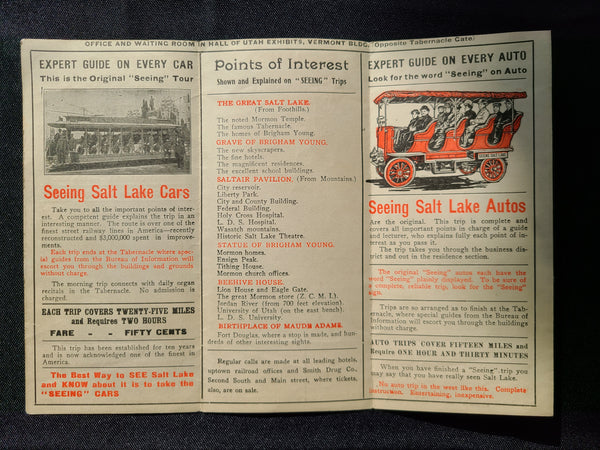 OFFICE AND WAITING ROOM IN HALL OF UTAH EXHIBITS, VERMONT BLDG. (Opposite Tabernacle Gate)
EXPERT GUIDE ON EVERY CAR
This is the Original "Seeing" Tour
Seeing Salt Lake Cars
Take you to all the important points of inter-
est. A competent guide explains the trip in an
interesting manner. The route is over one of the
finest street railway lines in America—recently
reconstructed and $3,000,000 spent in improve-
ments.
Each trip ends at the Tabernacle where spec-
ial guides from the Bureau of Information will
escort you through the buildings and grounds
without charge.
The morning trip connects with daily organ
recitals in the Tabernacle. No admission is
charged.
EACH TRIP COVERS TWENTY-FIVE MILES
and Requires TWO HOURS
FARE - - FIFTY CENTS
This trip has been established for ten years
and is now acknowledged one of the finest in
America.
The Best Way to SEE Salt Lake
and KNOW about it is to take the
"SEEING" CARS
Points of Interest
Shown and Explained on "SEEING" Trips
THE GREAT SALT LAKE.
(From Foothills.)
The noted Mormon Temple.
The famous Tabernacle.
The homes of Brigham Young.
GRAVE OF BRIGHAM YOUNG.
The new skyscrapers.
The fine hotels.
The magnificent residences.
The excellent school buildings.
SALTAIR PAVILION. (From Mountains.)
City reservoir.
Liberty Park.
City and County Building.
Federal Building.
Holy Cross Hospital.
L. D. S. Hospital.
Wasatch mountains.
Historic Salt Lake Theatre.
STATUE OF BRIGHAM YOUNG.
Mormon homes.
Ensign Peak.
Tithing House.
Mormon church offices.
BEEHIVE HOUSE.
Lion House and Eagle Gate.
The great Mormon store (Z. C. M. I.).
Jordan River (from 700 feet elevation).
University of Utah (on the east bench).
L. D. S. University.
BIRTHPLACE OF MAUDE ADAMS.
Fort Douglas, where a stop is made, and hun-
dreds of other interesting sights.
Regular calls are made at all leading hotels,
uptown railroad offices and Smith Drug Co.,
Second South and Main street, where tickets,
also, are on sale.
EXPERT GUIDE ON EVERY AUTO
Look for the word "Seeing" on Auto
SEEING SALT LAKE
Seeing Salt Lake Autos
Are the original. This trip is complete and
covers all important points in charge of a guide
and lecturer, who explains fully each point of in-
terest as you pass it.
The trip takes you through the business dis-
trict and out in the residence section.
The original "Seeing" autos each have the
word "Seeing" plainly displayed. To be sure of
a complete, reliable trip, look for the "Seeing"
sign.
Trips are so arranged as to finish at the Tab-
ernacle, where special guides from the Bureau of
Information will escort you through the buildings
without charge.
AUTO TRIPS COVER FIFTEEN MILES and
Require ONE HOUR AND THIRTY MINUTES
When you have finished a "Seeing" trip you
may say that you have really seen Salt Lake.
No auto trip in the west like this. Complete
instruction. Entertaining, inexpensive.